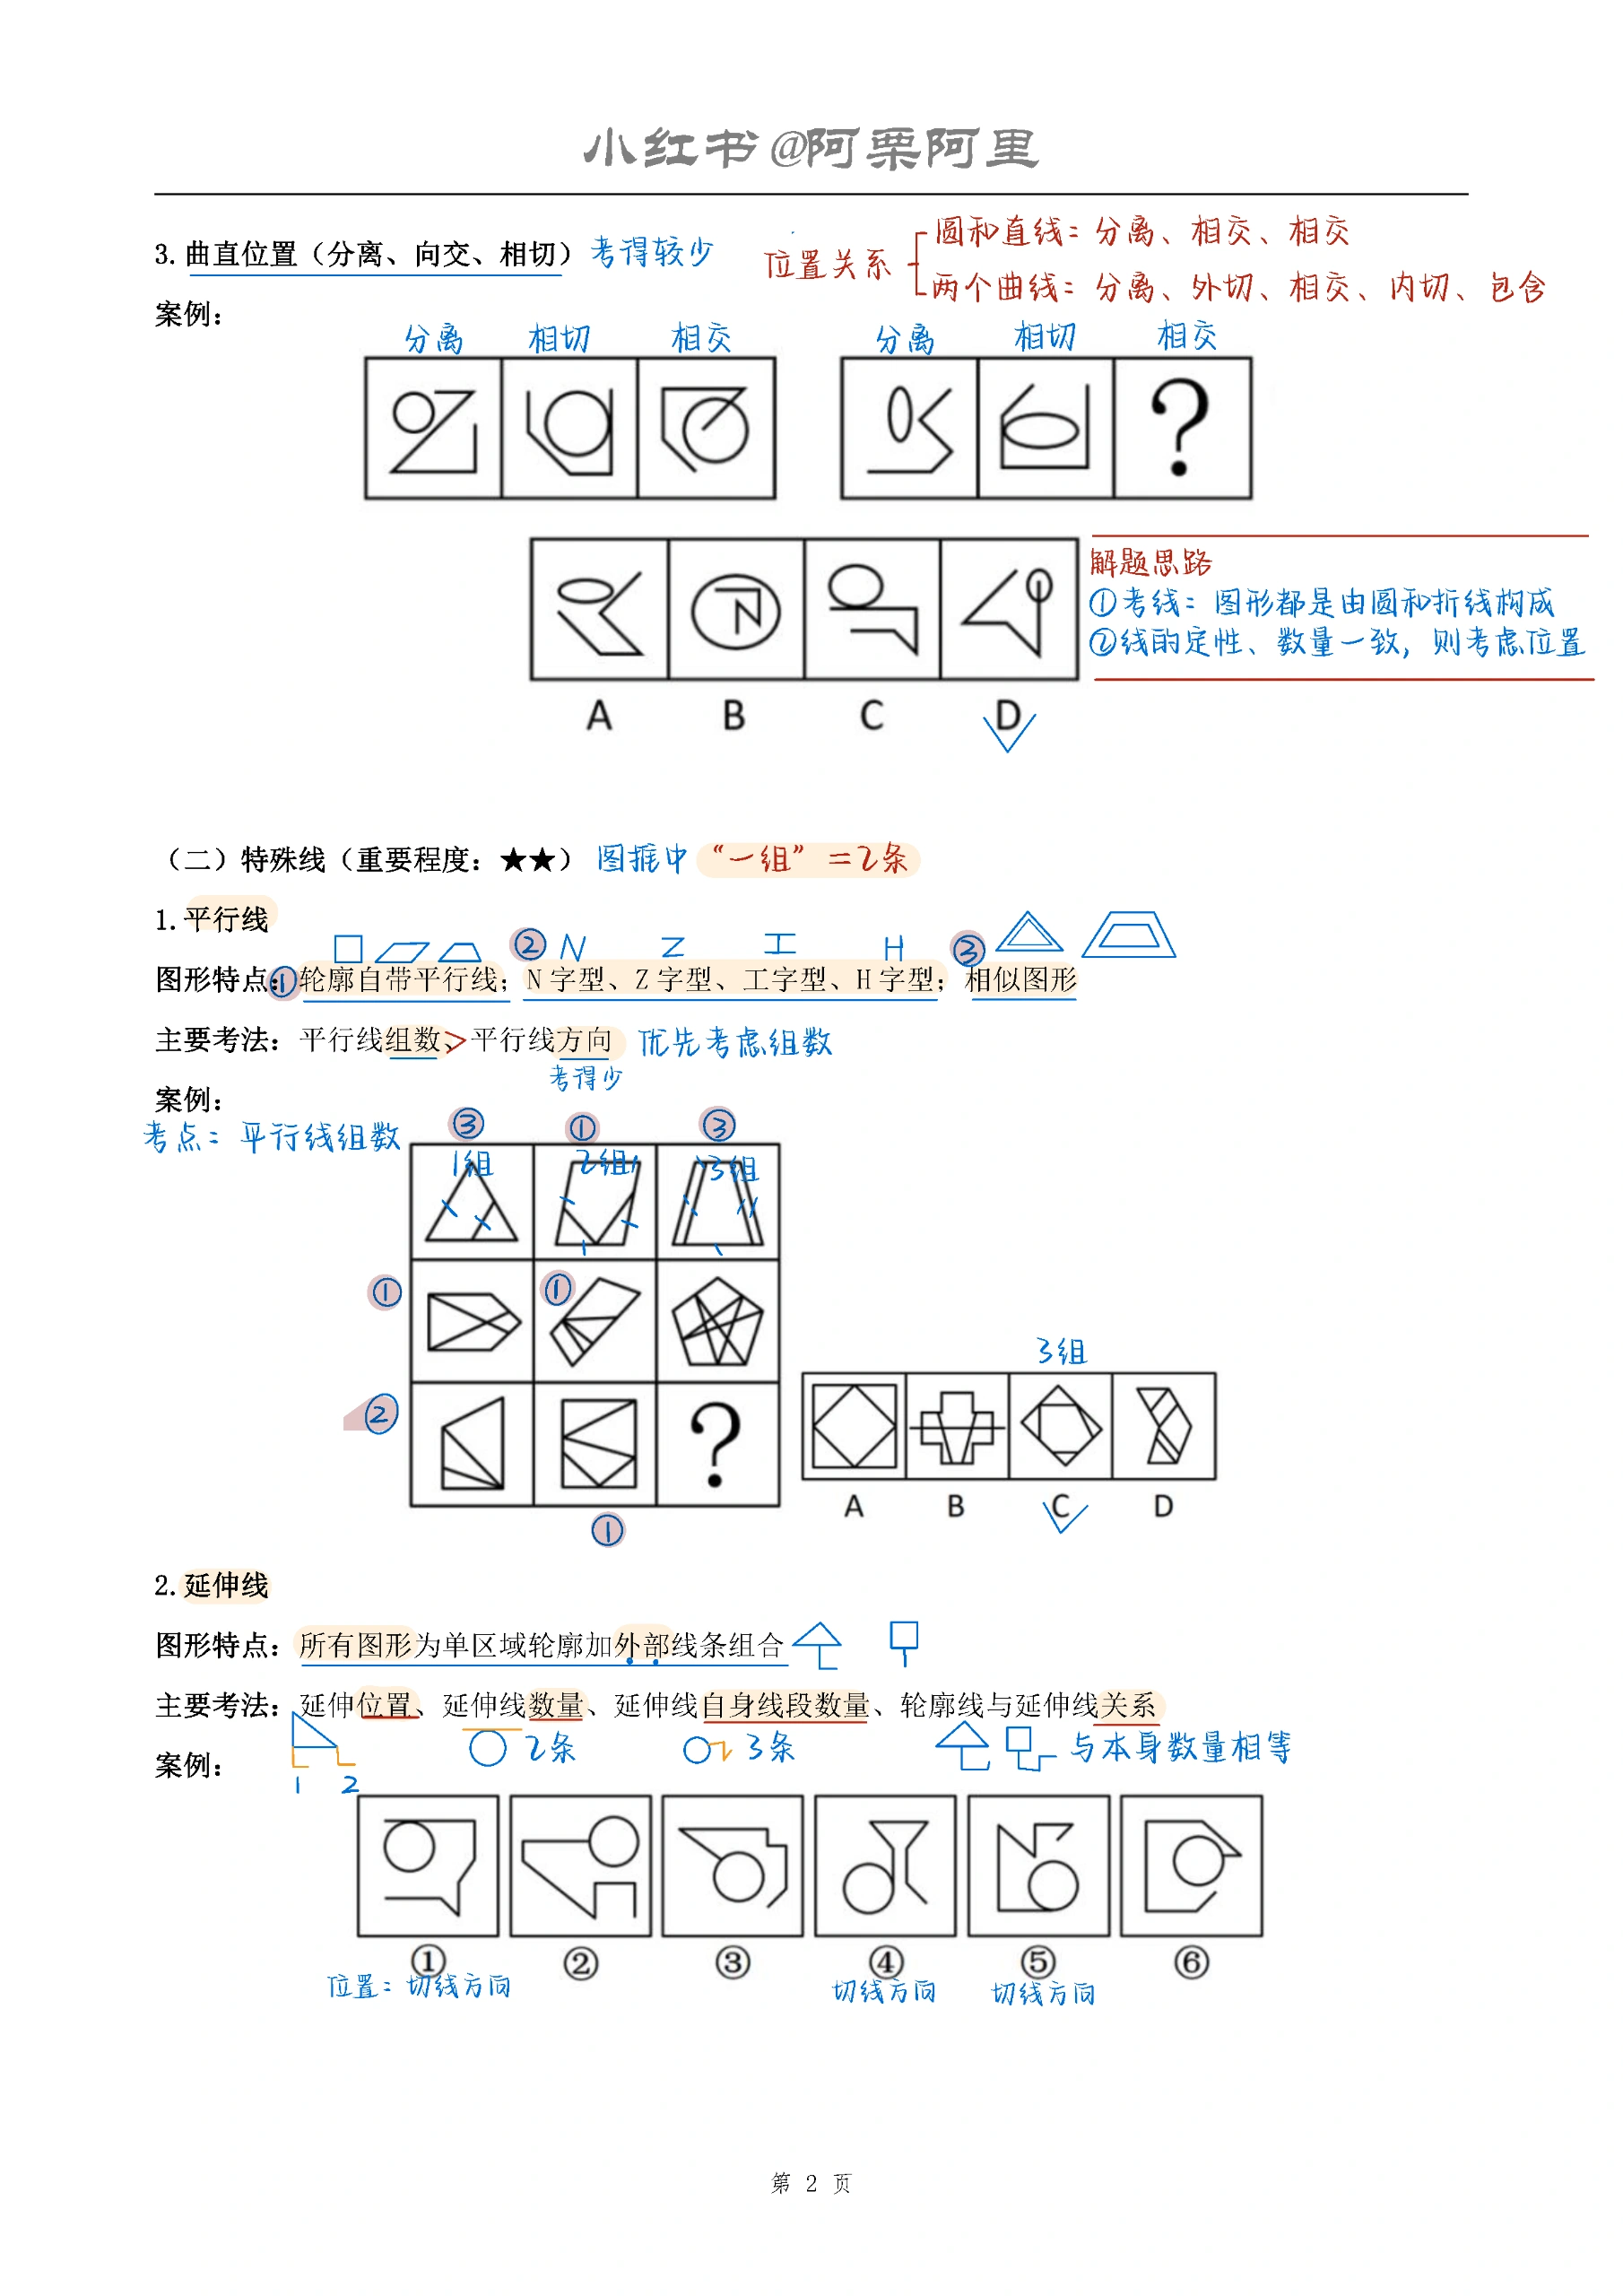 小红书@阿栗阿里
3. 曲直位置（分离、向交、相切） 考得较少
位置关系
圆和直线：分离、相交、相交
两个曲线：分离、外切、相交、内切、包含
案例：
分离 相切 相交 分离 相切 相交
?
A B C D
解题思路
①考线：图形都是由圆和折线构成
②线的定性、数量一致，则考虑位置
（二）特殊线（重要程度：★★） 图推中 “一组”＝2条
1. 平行线
② N Z 工 H ③
图形特点：①轮廓自带平行线；N 字型、Z 字型、工字型、H 字型；相似图形
主要考法：平行线组数、>平行线方向 优先考虑组数
考得少
案例：
考点：平行线组数
③ ① ③
1组 2组 3组
① ①
②
?
①
3组
A B C D
2. 延伸线
图形特点：所有图形为单区域轮廓加外部线条组合
主要考法：延伸位置、延伸线数量、延伸线自身线段数量、轮廓线与延伸线关系
案例：
1 2
2条 3条 与本身数量相等
① ② ③ ④ ⑤ ⑥
位置：切线方向 切线方向 切线方向
第 2 页